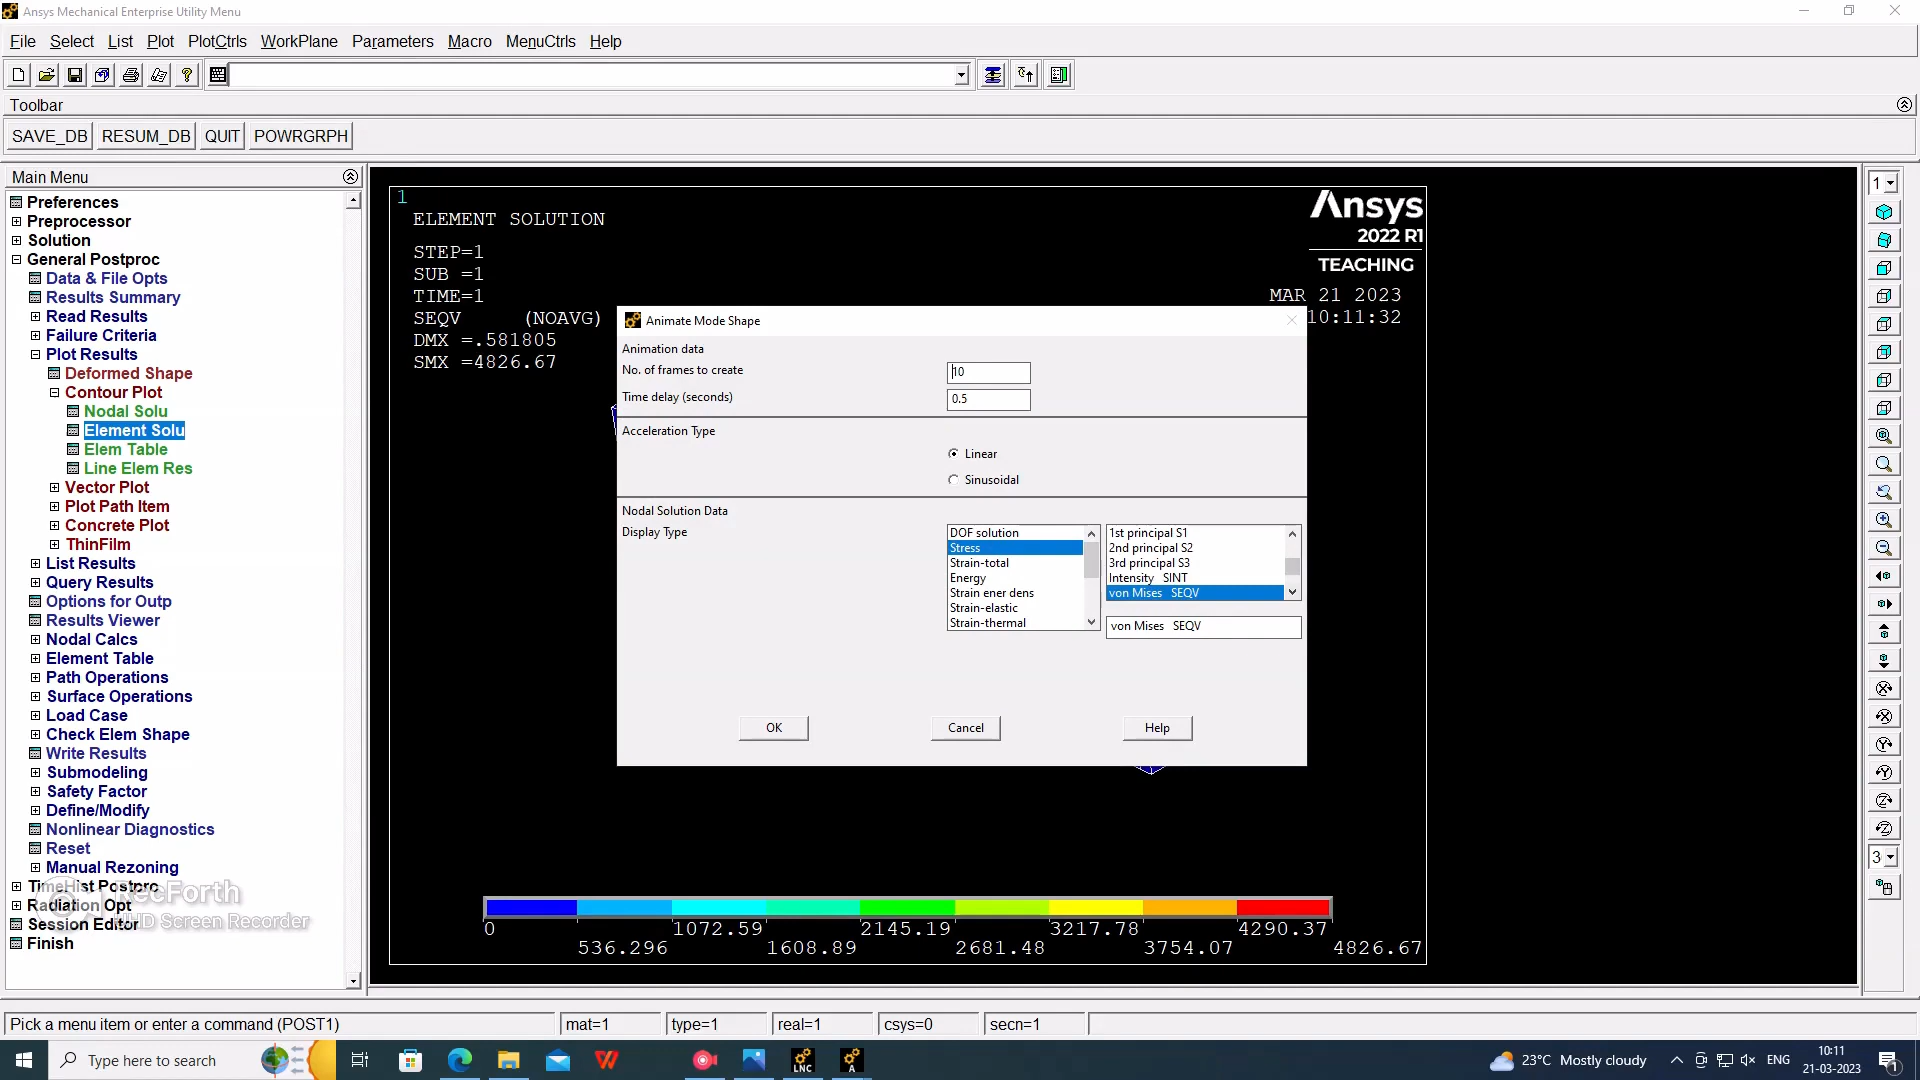 Ansys Mechanical Enterprise Utility Menu
File Select List Plot PlotCtrls WorkPlane Parameters Macro MenuCtrls Help
Toolbar
SAVE_DB RESUM_DB QUIT POWRGRPH
Main Menu
Preferences
Preprocessor
Solution
General Postproc
Data & File Opts
Results Summary
Read Results
Failure Criteria
Plot Results
Deformed Shape
Contour Plot
Nodal Solu
Element Solu
Elem Table
Line Elem Res
Vector Plot
Plot Path Item
Concrete Plot
ThinFilm
List Results
Query Results
Options for Outp
Results Viewer
Nodal Calcs
Element Table
Path Operations
Surface Operations
Load Case
Check Elem Shape
Write Results
Submodeling
Safety Factor
Define/Modify
Nonlinear Diagnostics
Reset
Manual Rezoning
TimeHist Postpro
Radiation Opt
Session Editor
Finish
RecForth
UHD Screen Recorder
1
ELEMENT SOLUTION
STEP=1
SUB =1
TIME=1
SEQV (NOAVG)
DMX =.581805
SMX =4826.67
Ansys
2022 R1
TEACHING
MAR 21 2023
10:11:32
Animate Mode Shape
Animation data
No. of frames to create 10
Time delay (seconds) 0.5
Acceleration Type
Linear
Sinusoidal
Nodal Solution Data
Display Type
DOF solution
Stress
Strain-total
Energy
Strain ener dens
Strain-elastic
Strain-thermal
1st principal S1
2nd principal S2
3rd principal S3
Intensity SINT
von Mises SEQV
von Mises SEQV
OK Cancel Help
0 1072.59 2145.19 3217.78 4290.37
536.296 1608.89 2681.48 3754.07 4826.67
1
3
Pick a menu item or enter a command (POST1) mat=1 type=1 real=1 csys=0 secn=1
Type here to search
LNC
A
23°C Mostly cloudy
ENG
10:11
21-03-2023
1